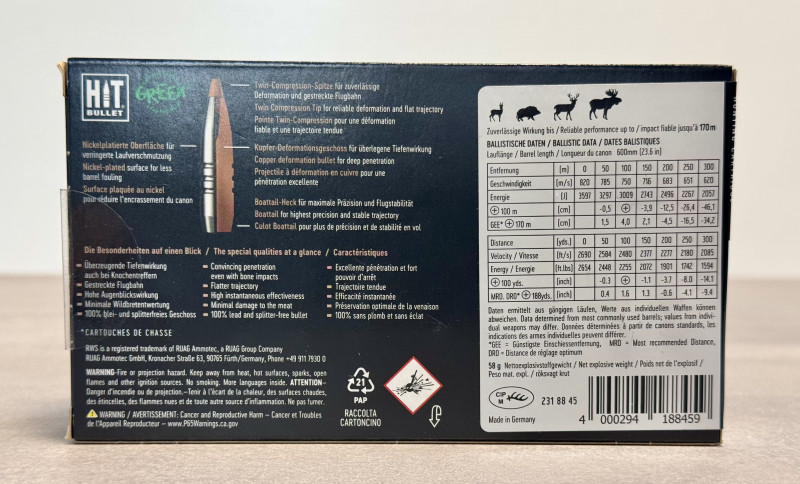 HIT
BULLET
GREEN
Twin-Compression-Spitze für zuverlässige
Deformation und gestreckte Flugbahn
Twin Compression Tip for reliable deformation and flat trajectory
Pointe Twin-Compression pour une déformation
fiable et une trajectoire tendue
Nickelplatierte Oberfläche für
verringerte Laufverschmutzung
Nickel-plated surface for less
barrel fouling
Surface plaquée au nickel
pour réduire l'encrassement du canon
Kupfer-Deformationsgeschoss für überlegene Tiefenwirkung
Copper deformation bullet for deep penetration
Projectile à déformation en cuivre pour une
pénétration excellente
Boattail-Heck für maximale Präzision und Flugstabilität
Boattail for highest precision and stable trajectory
Culot Boattail pour plus de précision et de stabilité en vol
Die Besonderheiten auf einen Blick / The special qualities at a glance / Caractéristiques
– Überzeugende Tiefenwirkung
auch bei Knochentreffern
– Gestreckte Flugbahn
– Hohe Augenblickswirkung
– Minimale Wildbretentwertung
– 100% blei- und splitterfreies Geschoss
– Convincing penetration
even with bone impacts
– Flatter trajectory
– High instantaneous effectiveness
– Minimal damage to the meat
– 100% lead and splitter-free bullet
– Excellente pénétration et fort
pouvoir d'arrêt
– Trajectoire tendue
– Efficacité instantanée
– Préservation optimale de la venaison
– 100% sans plomb et sans éclat
*CARTOUCHES DE CHASSE
RWS is a registered trademark of RUAG Ammotec, a RUAG Group Company
RUAG Ammotec GmbH, Kronacher Straße 63, 90765 Fürth/Germany, Phone +49 911 7930 0
WARNING–Fire or projection hazard. Keep away from heat, hot surfaces, sparks, open
flames and other ignition sources. No smoking. More languages inside. ATTENTION–
Danger d'incendie ou de projection.–Tenir à l'écart de la chaleur, des surfaces chaudes,
des étincelles, des flammes nues et de toute autre source d'inflammation. Ne pas fumer.
WARNING / AVERTISSEMENT: Cancer and Reproductive Harm – Cancer et Troubles
de l'Appareil Reproducteur – www.P65Warnings.ca.gov
21
PAP
RACCOLTA
CARTONCINO
Zuverlässige Wirkung bis / Reliable performance up to / impact fiable jusqu'à 170 m
BALLISTISCHE DATEN / BALLISTIC DATA / DATES BALISTIQUES
Lauflänge / Barrel length / Longueur du canon 600mm (23.6 in)
Entfernung [m] 0 50 100 150 200 250 300
Geschwindigkeit [m/s] 820 785 750 716 683 651 620
Energie [J] 3597 3297 3009 2743 2496 2267 2057
⊕ 100 m [cm] -0,5 ⊕ -3,9 -12,5 -26,4 -46,1
GEE* ⊕ 170 m [cm] 1,5 4,0 2,1 -4,5 -16,5 -34,2
Distance [yds.] 0 50 100 150 200 250 300
Velocity / Vitesse [ft/s] 2690 2584 2480 2377 2277 2180 2085
Energy / Energie [ft.lbs] 2654 2448 2255 2072 1901 1742 1594
⊕ 100 yds. [inch] -0.3 ⊕ -1.1 -3.7 -8.0 -14.1
MRD, DRO* ⊕ 188yds. [inch] 0.4 1.6 1.3 -0.6 -4.1 -9.4
Daten ermittelt aus gängigen Läufen, Werte aus individuellen Waffen können
abweichen. Data determined from most commonly used barrels; values from indivi-
dual weapons may differ. Données déterminées à partir de canons standards, les
indications des armes individuelles peuvent différer.
*GEE = Günstigste Einschiessentfernung, MRD = Most recommended Distance,
DRO = Distance de réglage optimum
58 g Nettoexplosivstoffgewicht / Net explosive weight / Poids net de l'explosif /
Peso mat. expl. / röksvagt krut
CIP
M
231 88 45
Made in Germany
4 000294 188459